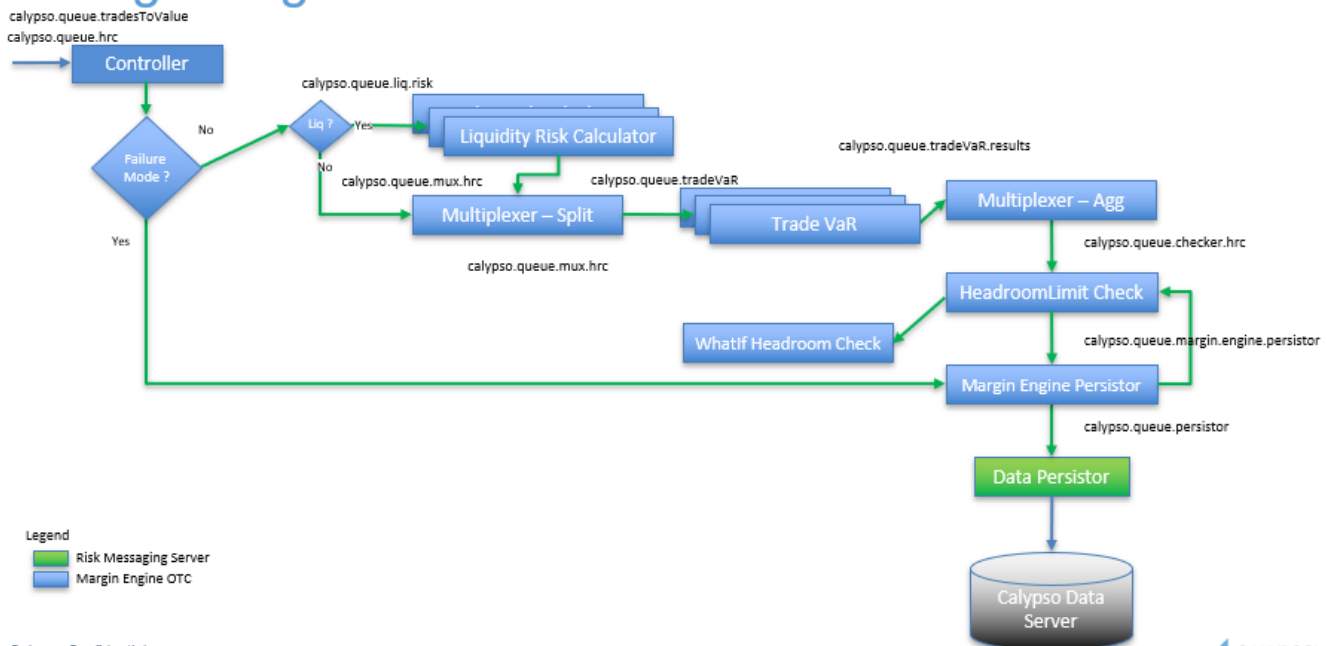 calypso.queue.tradesToValue
calypso.queue.hrc
Controller
calypso.queue.liq.risk
No
Liq ?
Yes
Liquidity Risk Calculator
Failure
Mode ?
No
calypso.queue.mux.hrc
calypso.queue.tradeVaR
calypso.queue.tradeVaR.results
Multiplexer – Split
Trade VaR
Multiplexer – Agg
Yes
calypso.queue.mux.hrc
calypso.queue.checker.hrc
HeadroomLimit Check
WhatIf Headroom Check
calypso.queue.margin.engine.persistor
Margin Engine Persistor
calypso.queue.persistor
Data Persistor
Legend
Risk Messaging Server
Margin Engine OTC
Calypso Data
Server